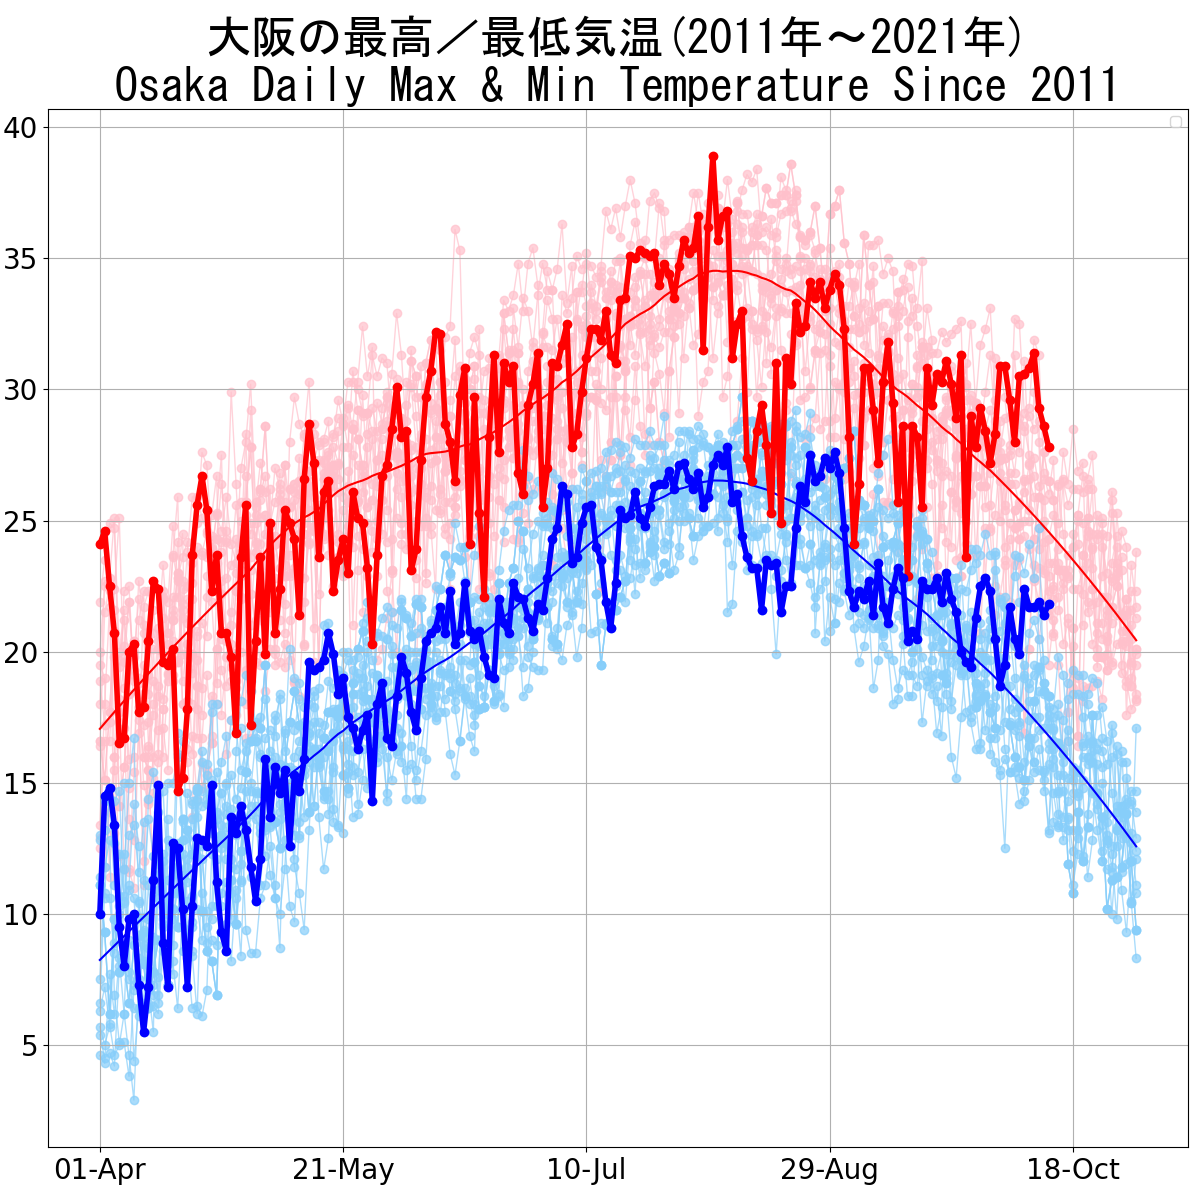 大阪の最高／最低気温(2011年～2021年)
Osaka Daily Max & Min Temperature Since 2011
40
35
30
25
20
15
10
5
01-Apr 21-May 10-Jul 29-Aug 18-Oct